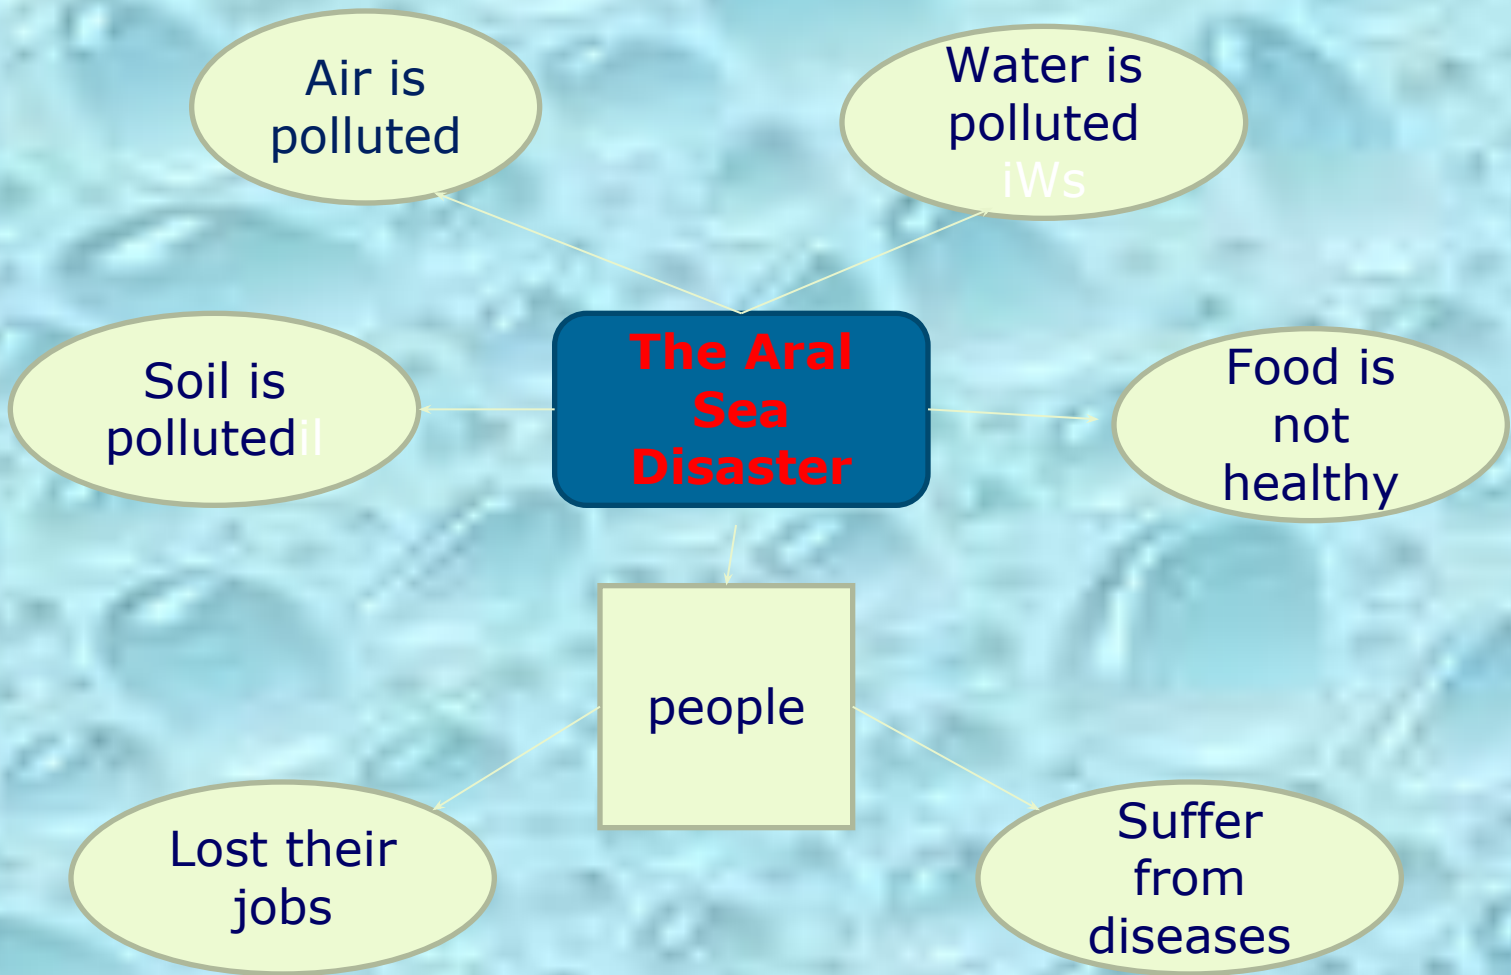 Air is
polluted
Water is
polluted
iWs
Soil is
pollutedil
The Aral
Sea
Disaster
Food is
not
healthy
people
Lost their
jobs
Suffer
from
diseases